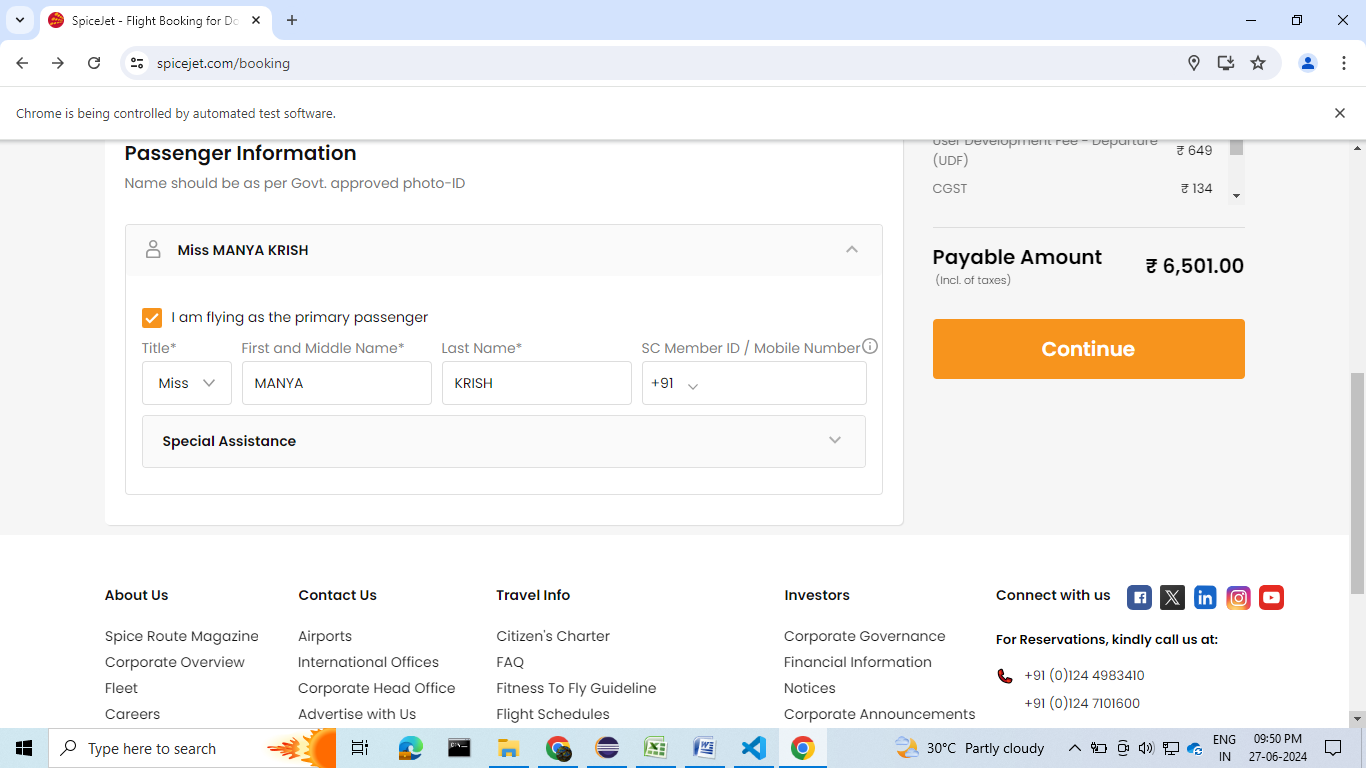 SpiceJet - Flight Booking for Do
spicejet.com/booking
Chrome is being controlled by automated test software.
Passenger Information
Name should be as per Govt. approved photo-ID
Miss MANYA KRISH
I am flying as the primary passenger
Title*
First and Middle Name*
Last Name*
SC Member ID / Mobile Number
Miss
MANYA
KRISH
+91
Special Assistance
User Development Fee - Departure
(UDF)
₹ 649
CGST
₹ 134
Payable Amount
(Incl. of taxes)
₹ 6,501.00
Continue
About Us
Spice Route Magazine
Corporate Overview
Fleet
Careers
Contact Us
Airports
International Offices
Corporate Head Office
Advertise with Us
Travel Info
Citizen's Charter
FAQ
Fitness To Fly Guideline
Flight Schedules
Investors
Corporate Governance
Financial Information
Notices
Corporate Announcements
Connect with us
For Reservations, kindly call us at:
+91 (0)124 4983410
+91 (0)124 7101600
Type here to search
30°C Partly cloudy
ENG
IN
09:50 PM
27-06-2024